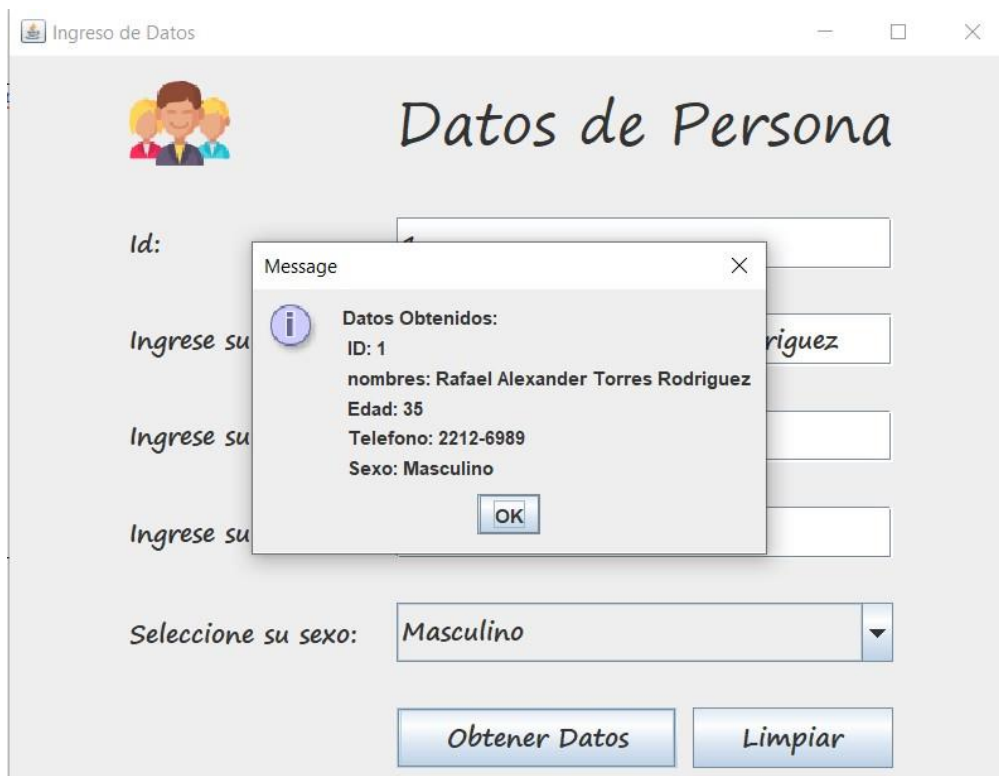 Ingreso de Datos
Datos de Persona
Id:
Message
Datos Obtenidos:
ID: 1
nombres: Rafael Alexander Torres Rodriguez
Edad: 35
Telefono: 2212-6989
Sexo: Masculino
OK
Ingrese su
riguez
Ingrese su
Ingrese su
Seleccione su sexo:
Masculino
Obtener Datos
Limpiar